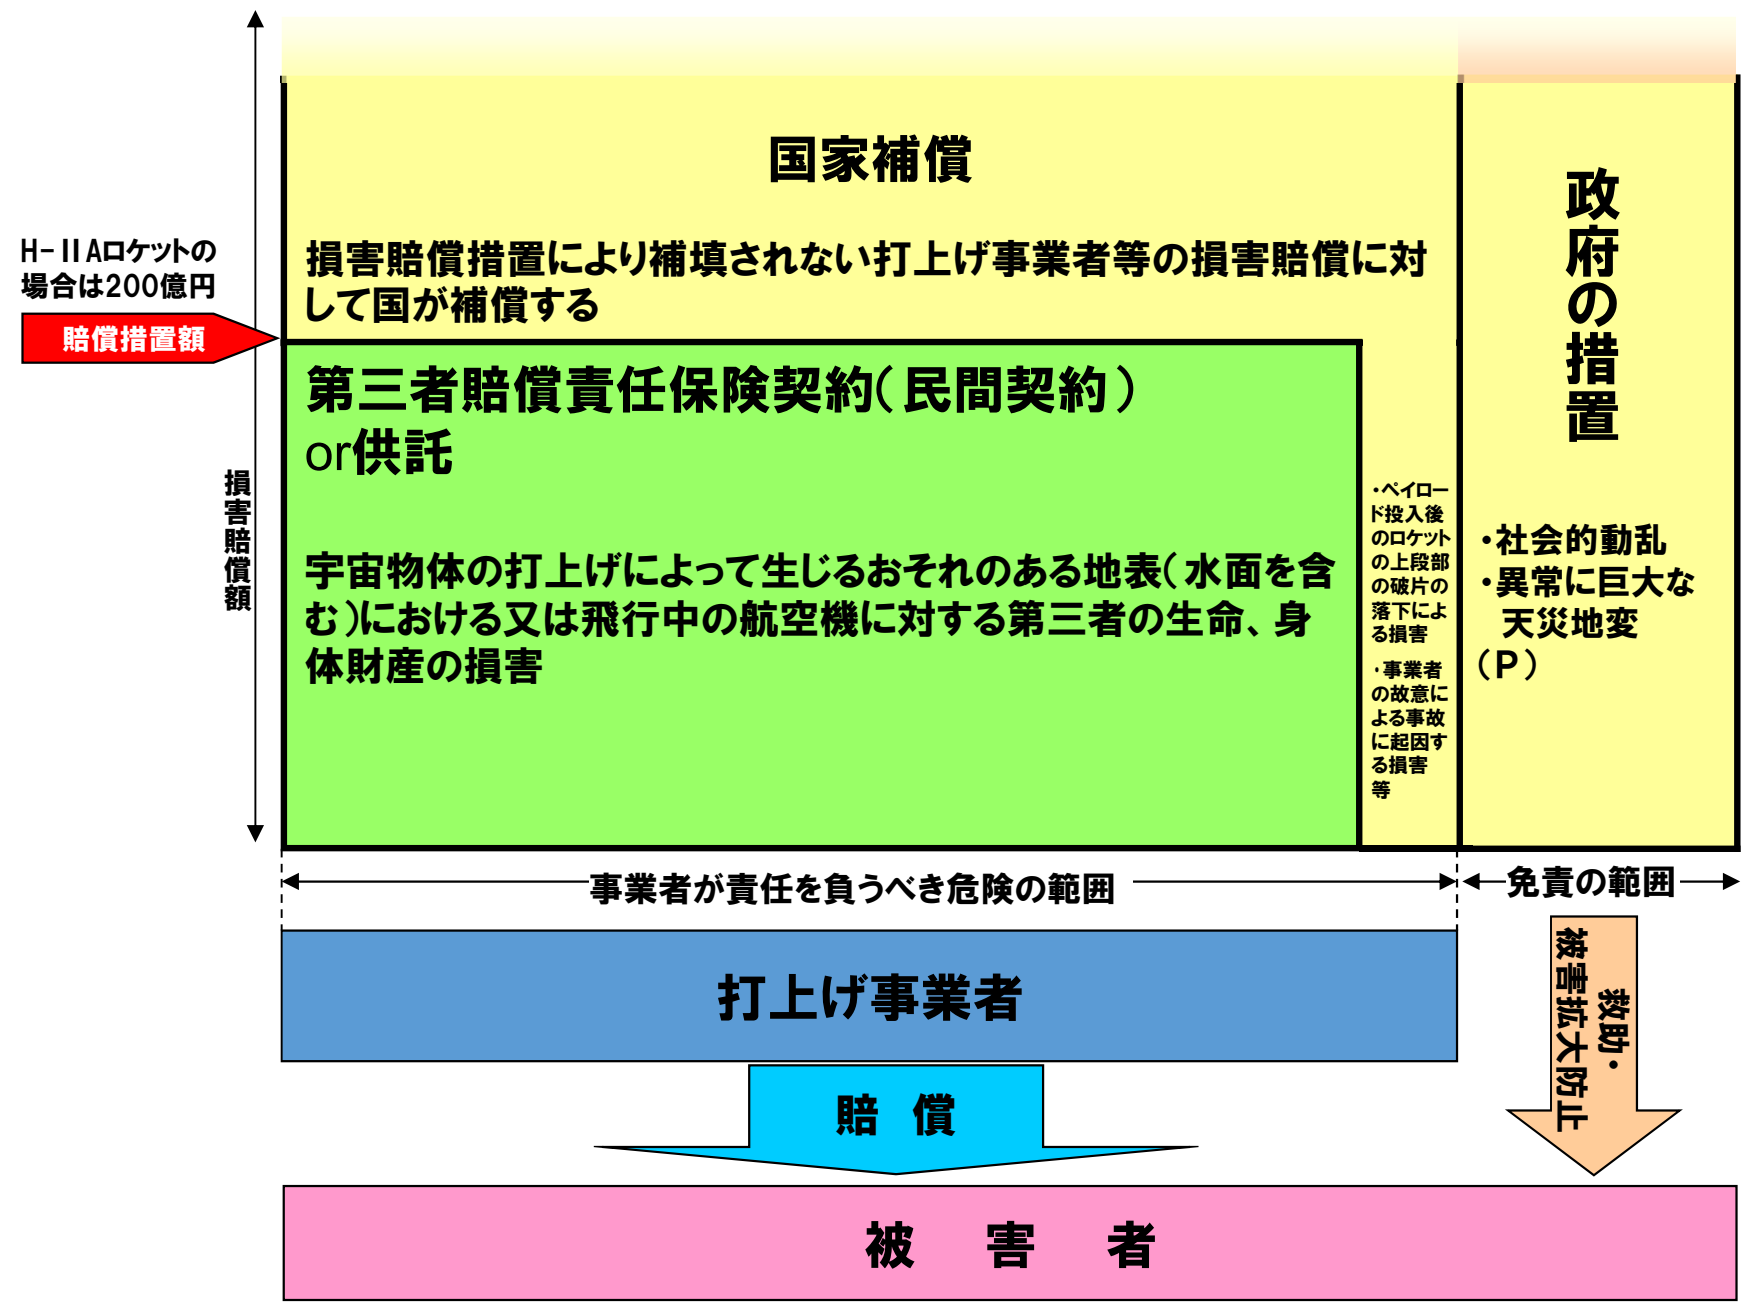 国家補償
損害賠償措置により補填されない打上げ事業者等の損害賠償に対
して国が補償する
H-ⅡAロケットの
場合は200億円
賠償措置額
損害賠償額
第三者賠償責任保険契約(民間契約)
or供託
宇宙物体の打上げによって生じるおそれのある地表(水面を含
む)における又は飛行中の航空機に対する第三者の生命、身
体財産の損害
・ペイロー
ド投入後
のロケット
の上段部
の破片の
落下によ
る損害
・事業者
の故意に
よる事故
に起因す
る損害
等
政府の措置
・社会的動乱
・異常に巨大な
天災地変
(P)
事業者が責任を負うべき危険の範囲
免責の範囲
打上げ事業者
救助・
被害拡大防止
賠 償
被 害 者